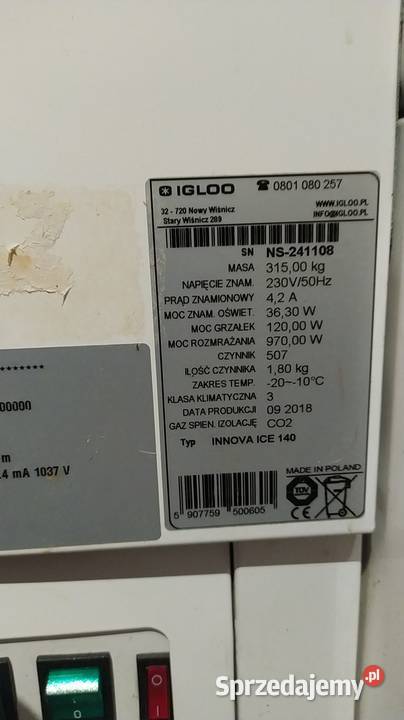 IGLOO ☎ 0801 080 257
32 - 720 Nowy Wiśnicz
Stary Wiśnicz 289
WWW.IGLOO.PL
INFO@IGLOO.PL
SN NS-241108
MASA 315,00 kg
NAPIĘCIE ZNAM. 230V/50Hz
PRĄD ZNAMIONOWY 4,2 A
MOC ZNAM. OŚWIET. 36,30 W
MOC GRZAŁEK 120,00 W
MOC ROZMRAŻANIA 970,00 W
CZYNNIK 507
IŁOŚĆ CZYNNIKA 1,80 kg
ZAKRES TEMP. -20~-10°C
KLASA KLIMATYCZNA 3
DATA PRODUKCJI 09 2018
GAZ SPIEN. IZOLACJĘ CO2
Typ INNOVA ICE 140
MADE IN POLAND
TÜV
5 907759 500605
********
00000
m
.4 mA 1037 V
Sprzedajemy.pl